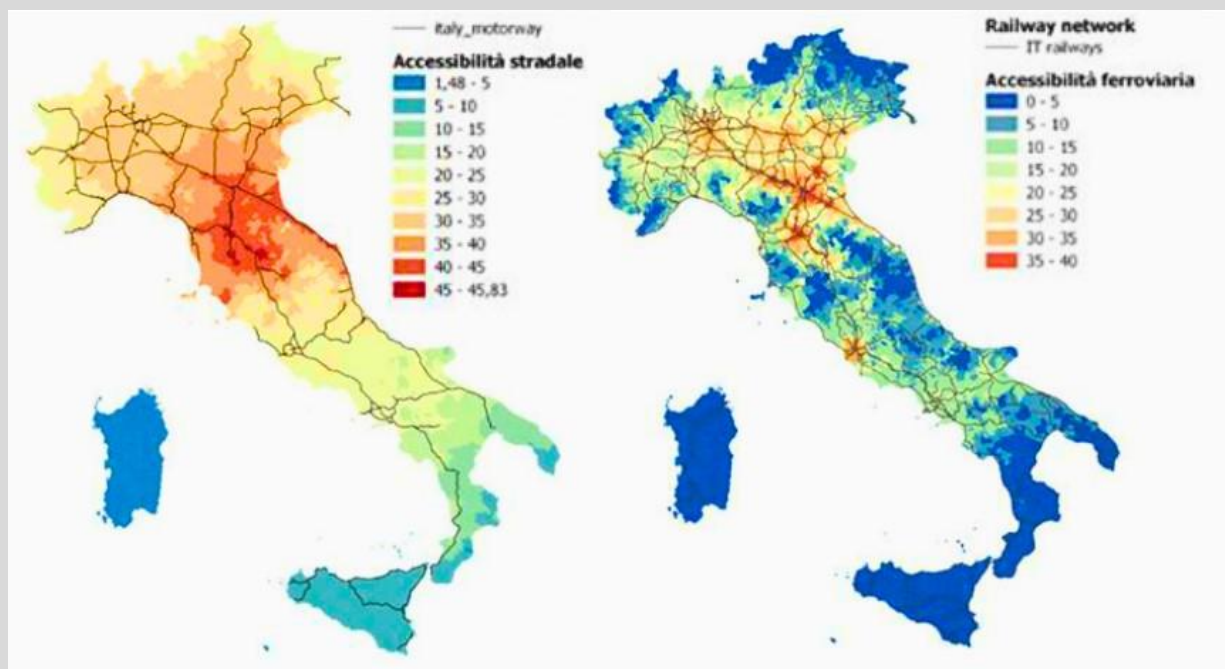 italy_motorway
Accessibilità stradale
1,48 - 5
5 - 10
10 - 15
15 - 20
20 - 25
25 - 30
30 - 35
35 - 40
40 - 45
45 - 45,83
Railway network
IT railways
Accessibilità ferroviaria
0 - 5
5 - 10
10 - 15
15 - 20
20 - 25
25 - 30
30 - 35
35 - 40